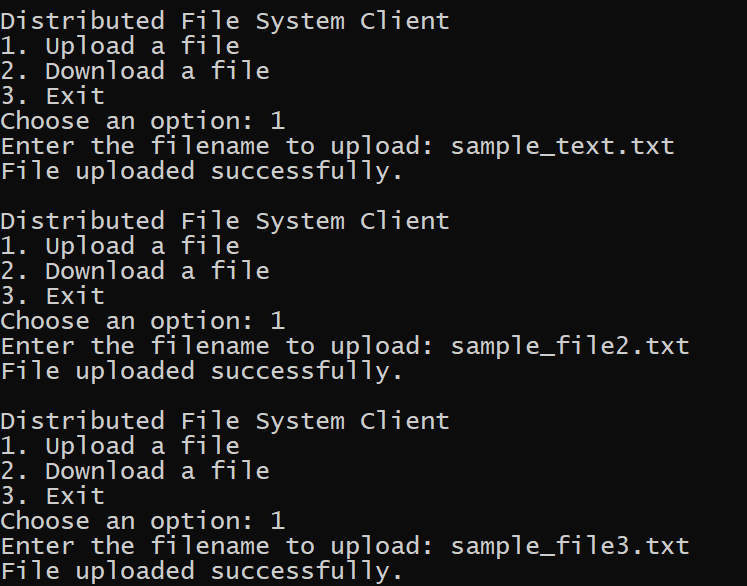 Distributed File System Client
1. Upload a file
2. Download a file
3. Exit
Choose an option: 1
Enter the filename to upload: sample_text.txt
File uploaded successfully.

Distributed File System Client
1. Upload a file
2. Download a file
3. Exit
Choose an option: 1
Enter the filename to upload: sample_file2.txt
File uploaded successfully.

Distributed File System Client
1. Upload a file
2. Download a file
3. Exit
Choose an option: 1
Enter the filename to upload: sample_file3.txt
File uploaded successfully.